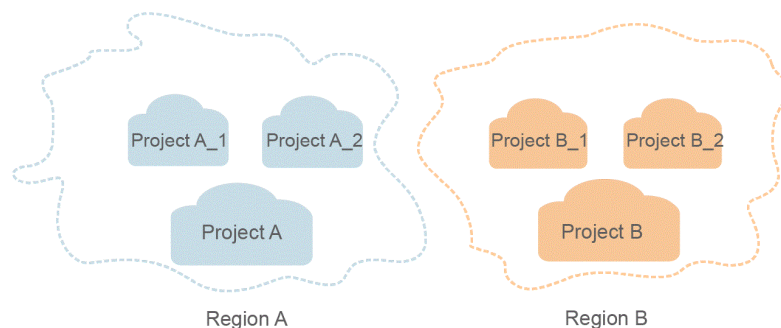 Project A_1
Project A_2
Project B_1
Project B_2
Project A
Project B
Region A
Region B